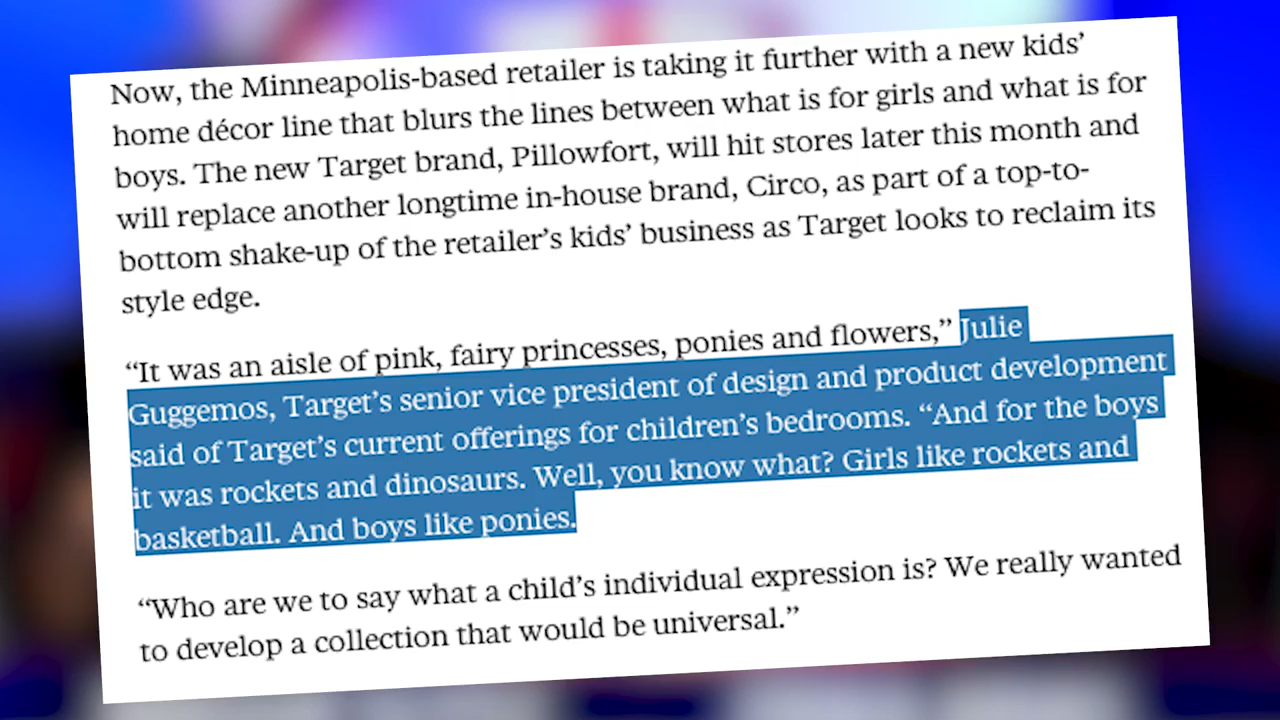 Now, the Minneapolis-based retailer is taking it further with a new kids’
home décor line that blurs the lines between what is for girls and what is for
boys. The new Target brand, Pillowfort, will hit stores later this month and
will replace another longtime in-house brand, Circo, as part of a top-to-
bottom shake-up of the retailer’s kids’ business as Target looks to reclaim its
style edge.
“It was an aisle of pink, fairy princesses, ponies and flowers,” Julie
Guggemos, Target’s senior vice president of design and product development
said of Target’s current offerings for children’s bedrooms. “And for the boys
it was rockets and dinosaurs. Well, you know what? Girls like rockets and
basketball. And boys like ponies.
“Who are we to say what a child’s individual expression is? We really wanted
to develop a collection that would be universal.”